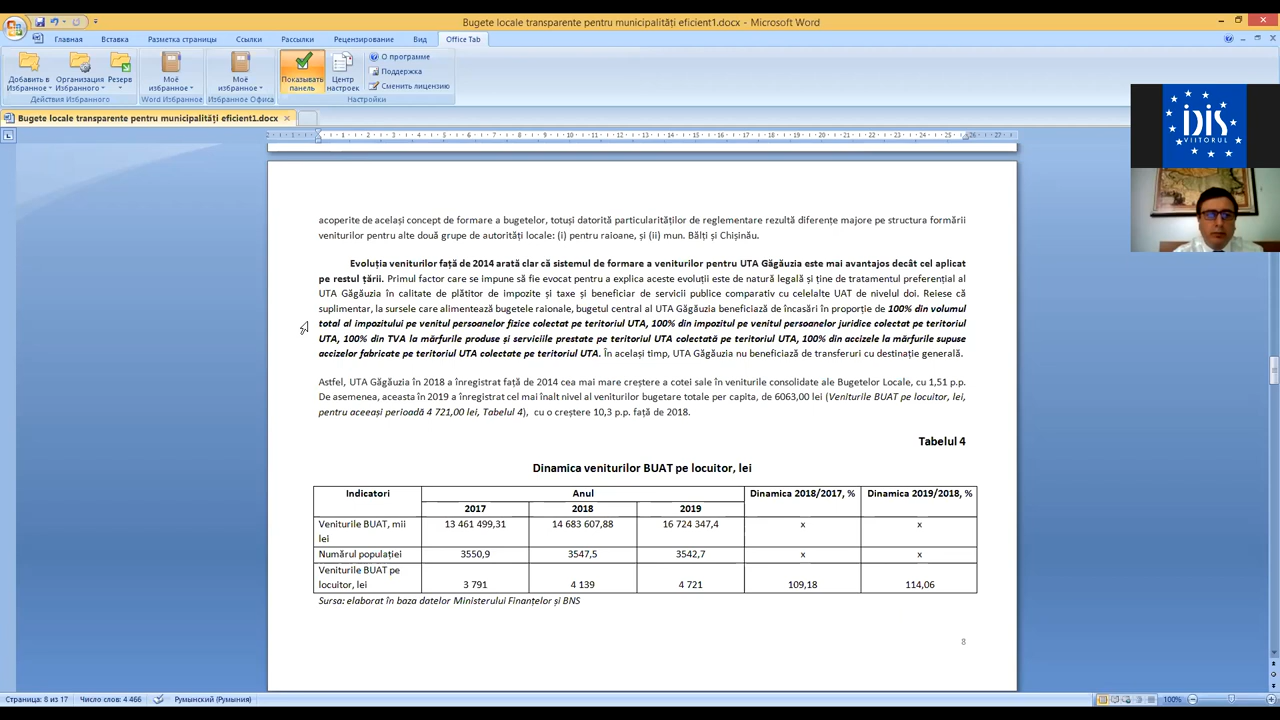 Bugete locale transparente pentru municipalități eficient1.docx - Microsoft Word
Главная Вставка Разметка страницы Ссылки Рассылки Рецензирование Вид Office Tab
Добавить в Избранное
Организация Избранного
Резерв
Моё избранное
Моё избранное
Показывать панель
Центр настроек
О программе
Поддержка
Сменить лицензию
Действия Избранного Word Избранное Избранное Офиса Настройки
Bugete locale transparente pentru municipalități eficient1.docx
IDIS
VIITORUL
acoperite de același concept de formare a bugetelor, totuși datorită particularităților de reglementare rezultă diferențe majore pe structura formării
veniturilor pentru alte două grupe de autorități locale: (i) pentru raioane, și (ii) mun. Bălți și Chișinău.
Evoluția veniturilor față de 2014 arată clar că sistemul de formare a veniturilor pentru UTA Găgăuzia este mai avantajos decât cel aplicat
pe restul țării. Primul factor care se impune să fie evocat pentru a explica aceste evoluții este de natură legală și ține de tratamentul preferențial al
UTA Găgăuzia în calitate de plătitor de impozite și taxe și beneficiar de servicii publice comparativ cu celelalte UAT de nivelul doi. Reiese că
suplimentar, la sursele care alimentează bugetele raionale, bugetul central al UTA Găgăuzia beneficiază de încasări în proporție de 100% din volumul
total al impozitului pe venitul persoanelor fizice colectat pe teritoriul UTA, 100% din impozitul pe venitul persoanelor juridice colectat pe teritoriul
UTA, 100% din TVA la mărfurile produse și serviciile prestate pe teritoriul UTA colectată pe teritoriul UTA, 100% din accizele la mărfurile supuse
accizelor fabricate pe teritoriul UTA colectate pe teritoriul UTA. În același timp, UTA Găgăuzia nu beneficiază de transferuri cu destinație generală.
Astfel, UTA Găgăuzia în 2018 a înregistrat față de 2014 cea mai mare creștere a cotei sale în veniturile consolidate ale Bugetelor Locale, cu 1,51 p.p.
De asemenea, aceasta în 2019 a înregistrat cel mai înalt nivel al veniturilor bugetare totale per capita, de 6063,00 lei (Veniturile BUAT pe locuitor, lei,
pentru aceeași perioadă 4 721,00 lei, Tabelul 4), cu o creștere 10,3 p.p. față de 2018.
Tabelul 4
Dinamica veniturilor BUAT pe locuitor, lei
Indicatori Anul Dinamica 2018/2017, % Dinamica 2019/2018, %
2017 2018 2019
Veniturile BUAT, mii lei 13 461 499,31 14 683 607,88 16 724 347,4 x x
Numărul populației 3550,9 3547,5 3542,7 x x
Veniturile BUAT pe locuitor, lei 3 791 4 139 4 721 109,18 114,06
Sursa: elaborat în baza datelor Ministerului Finanțelor și BNS
8
Страница: 8 из 17 Число слов: 4 466 Румынский (Румыния) 100%